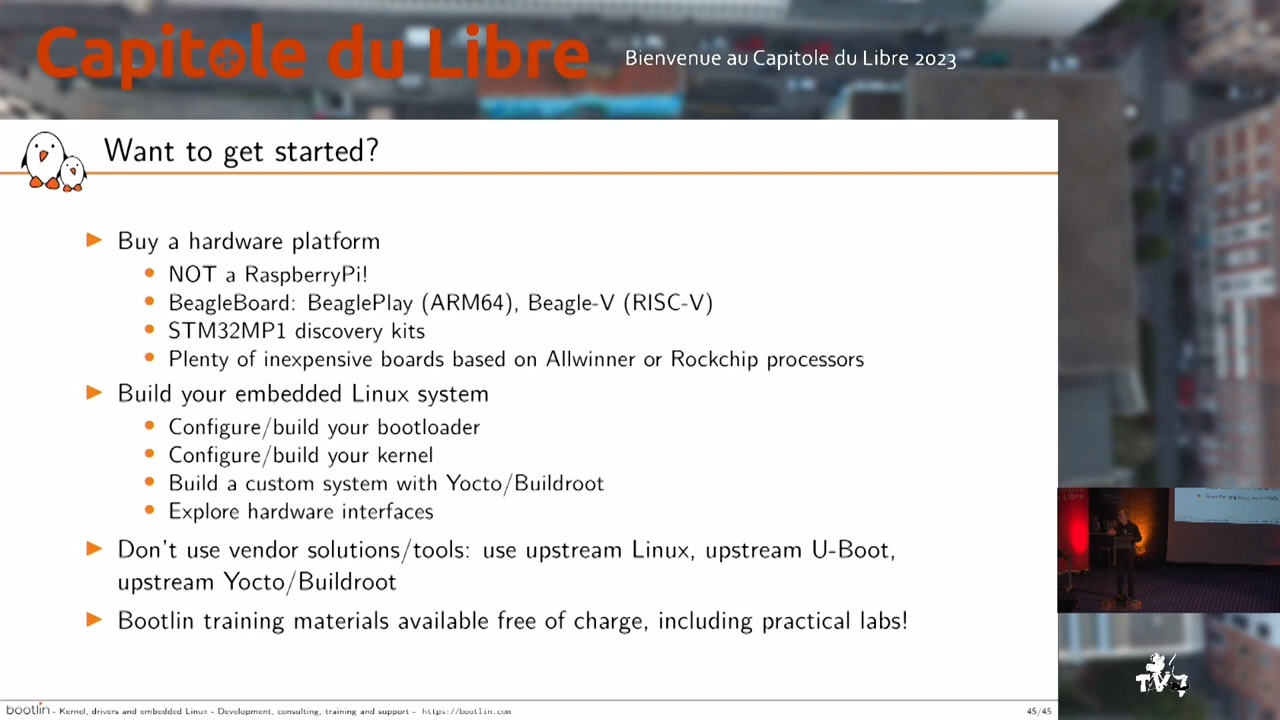 Capitole du Libre
Bienvenue au Capitole du Libre 2023
Want to get started?
Buy a hardware platform
NOT a RaspberryPi!
BeagleBoard: BeaglePlay (ARM64), Beagle-V (RISC-V)
STM32MP1 discovery kits
Plenty of inexpensive boards based on Allwinner or Rockchip processors
Build your embedded Linux system
Configure/build your bootloader
Configure/build your kernel
Build a custom system with Yocto/Buildroot
Explore hardware interfaces
Don't use vendor solutions/tools: use upstream Linux, upstream U-Boot,
upstream Yocto/Buildroot
Bootlin training materials available free of charge, including practical labs!
bootlin - Kernel, drivers and embedded Linux - Development, consulting, training and support - https://bootlin.com
45/45